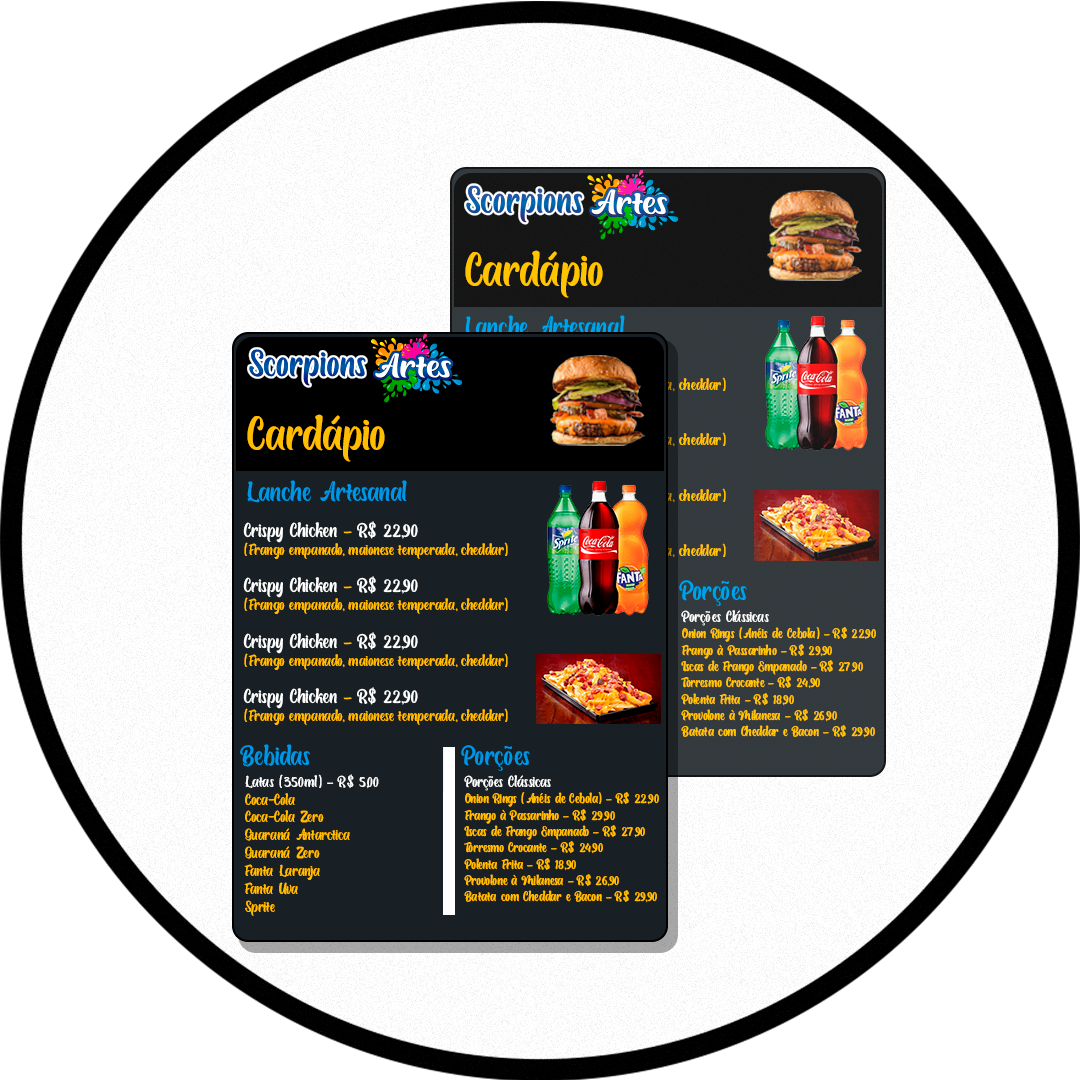 Scorpions Artes
Cardápio
Lanche Artesanal
, cheddar)
, cheddar)
, cheddar)
, cheddar)
Sprite
Coca-Cola
FANTA
Porções
Porções Clássicas
Onion Rings (Anéis de Cebola) – R$ 22,90
Frango à Passarinho – R$ 29,90
Iscas de Frango Empanado – R$ 27,90
Torresmo Crocante – R$ 24,90
Polenta Frita – R$ 18,90
Provolone à Milanesa – R$ 26,90
Batata com Cheddar e Bacon – R$ 29,90
Scorpions Artes
Cardápio
Lanche Artesanal
Crispy Chicken – R$ 22,90
(Frango empanado, maionese temperada, cheddar)
Crispy Chicken – R$ 22,90
(Frango empanado, maionese temperada, cheddar)
Crispy Chicken – R$ 22,90
(Frango empanado, maionese temperada, cheddar)
Crispy Chicken – R$ 22,90
(Frango empanado, maionese temperada, cheddar)
Sprite
Coca-Cola
FANTA
Bebidas
Latas (350ml) – R$ 5,00
Coca-Cola
Coca-Cola Zero
Guaraná Antarctica
Guaraná Zero
Fanta Laranja
Fanta Uva
Sprite
Porções
Porções Clássicas
Onion Rings (Anéis de Cebola) – R$ 22,90
Frango à Passarinho – R$ 29,90
Iscas de Frango Empanado – R$ 27,90
Torresmo Crocante – R$ 24,90
Polenta Frita – R$ 18,90
Provolone à Milanesa – R$ 26,90
Batata com Cheddar e Bacon – R$ 29,90